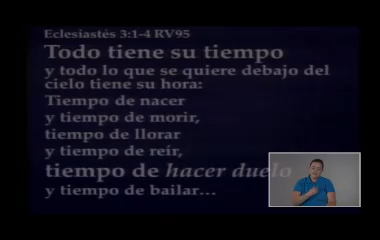 Eclesiastés 3:1-4 RV95
Todo tiene su tiempo
y todo lo que se quiere debajo del
cielo tiene su hora:
Tiempo de nacer
y tiempo de morir,
tiempo de llorar
y tiempo de reír,
tiempo de hacer duelo
y tiempo de bailar...